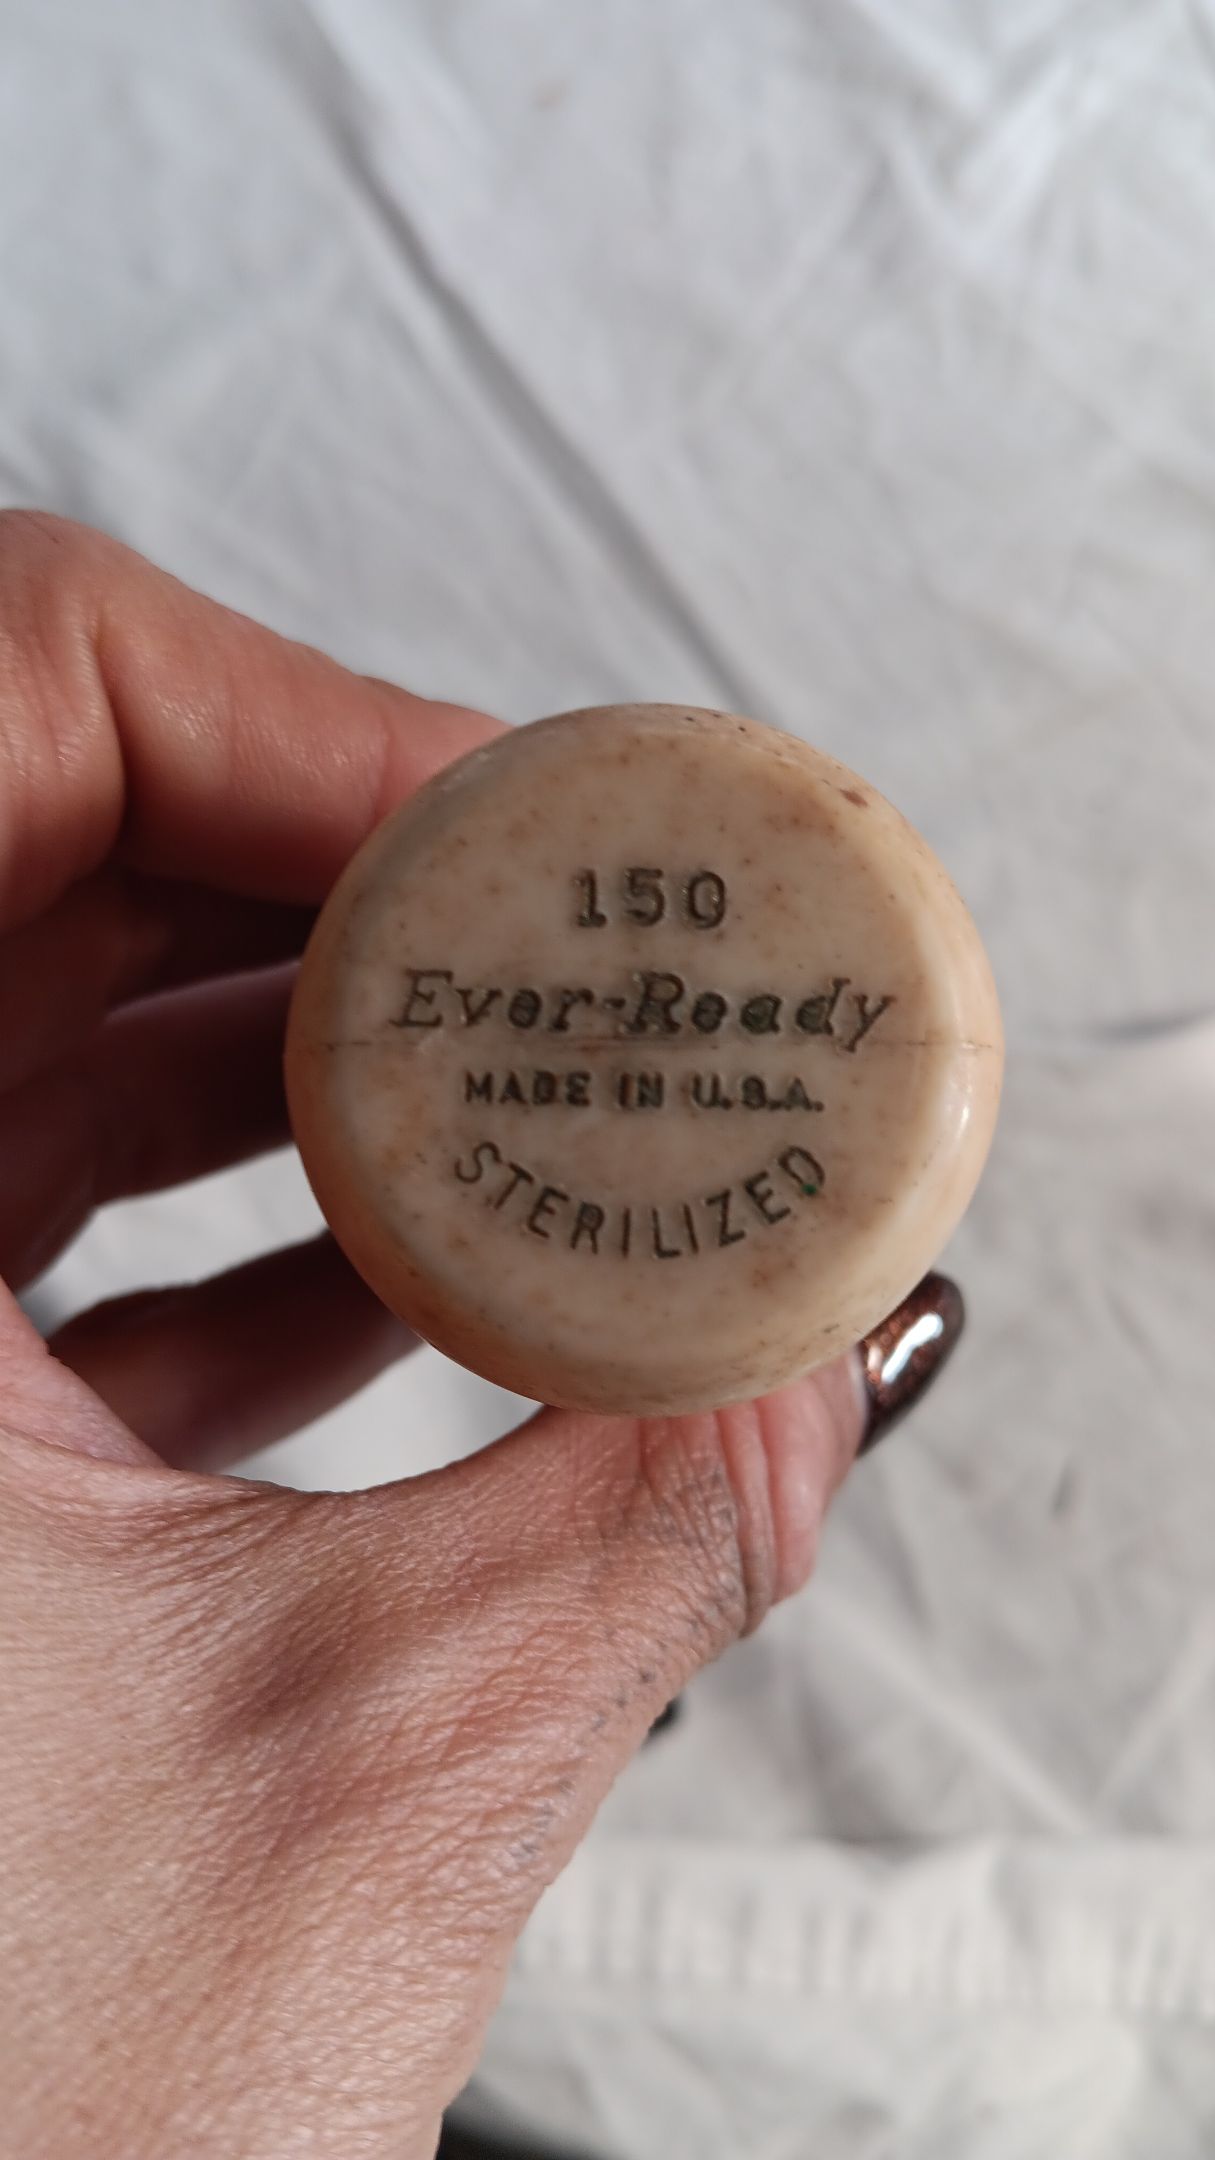 150
Ever-Ready
MADE IN U.S.A.
STERILIZED